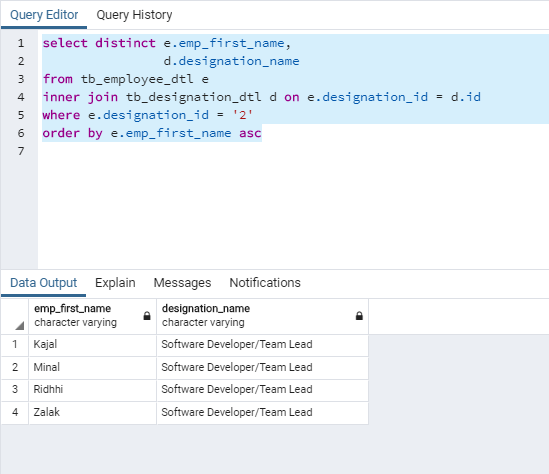 Query Editor Query History
1 select distinct e.emp_first_name,
2 d.designation_name
3 from tb_employee_dtl e
4 inner join tb_designation_dtl d on e.designation_id = d.id
5 where e.designation_id = '2'
6 order by e.emp_first_name asc
7
Data Output Explain Messages Notifications
emp_first_name designation_name
character varying character varying
1 Kajal Software Developer/Team Lead
2 Minal Software Developer/Team Lead
3 Ridhhi Software Developer/Team Lead
4 Zalak Software Developer/Team Lead